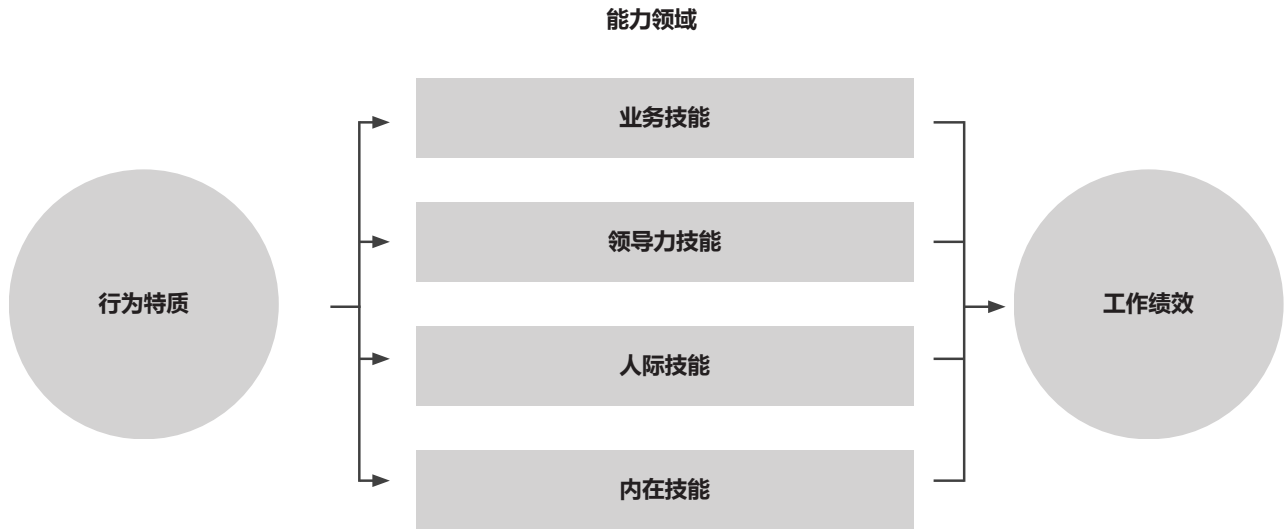 能力领域
业务技能
领导力技能
行为特质
工作绩效
人际技能
内在技能